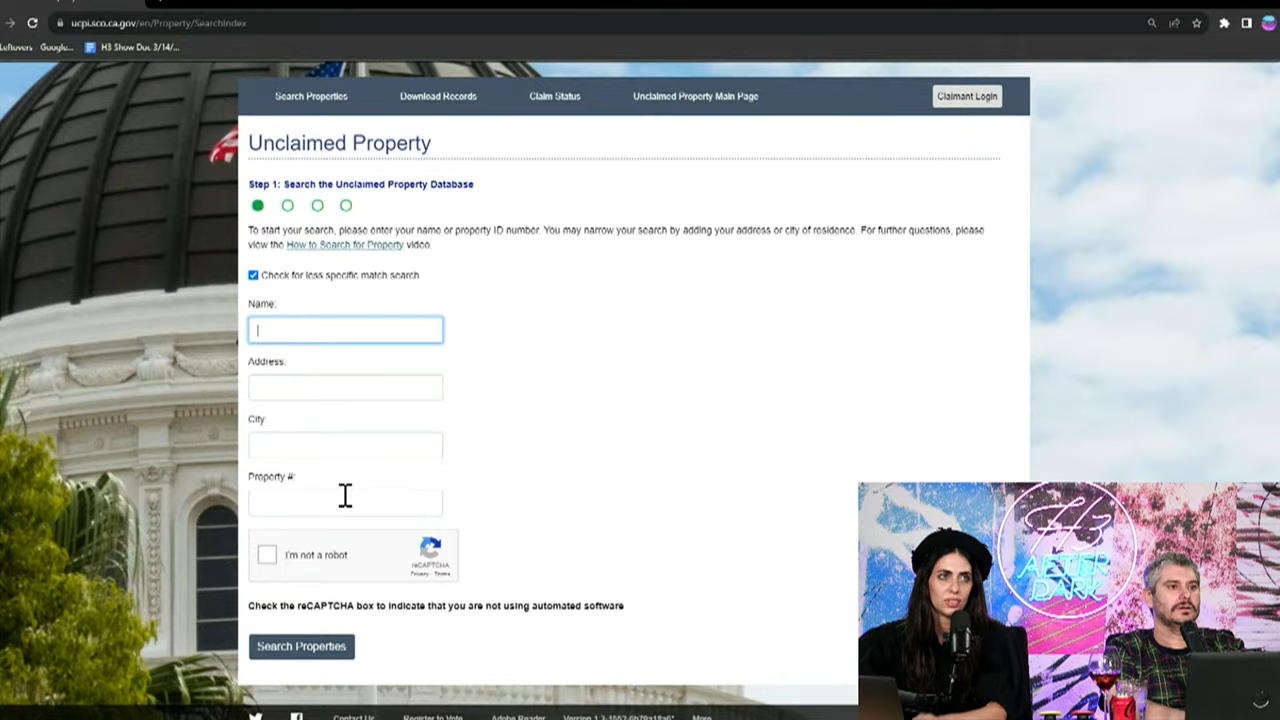 ucpi.sco.ca.gov/en/Property/SearchIndex
Leftovers Google...
H3 Show Doc 3/14/...
Search Properties
Download Records
Claim Status
Unclaimed Property Main Page
Claimant Login
Unclaimed Property
Step 1: Search the Unclaimed Property Database
To start your search, please enter your name or property ID number. You may narrow your search by adding your address or city of residence. For further questions, please
view the How to Search for Property video.
Check for less specific match search
Name:
Address:
City:
Property #:
I'm not a robot
reCAPTCHA
Privacy - Terms
Check the reCAPTCHA box to indicate that you are not using automated software
Search Properties
H3
AFTER
DARK
Contact Us
Register to Vote
Adobe Reader
More